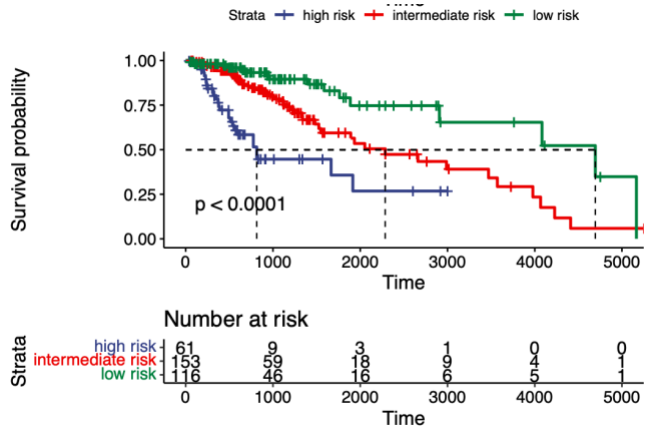 Strata high risk intermediate risk low risk
Survival probability
1.00
0.75
0.50
0.25
0.00
p < 0.0001
0 1000 2000 3000 4000 5000
Time
Number at risk
Strata
high risk 61 9 3 1 0 0
intermediate risk 153 59 18 9 4 1
low risk 116 46 16 6 5 1
0 1000 2000 3000 4000 5000
Time